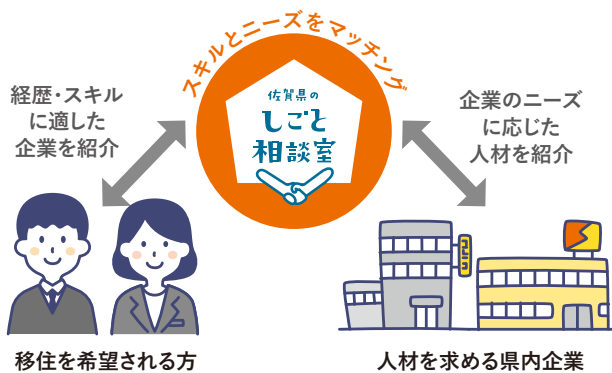 スキルとニーズをマッチング
佐賀県の
しごと
相談室
経歴・スキル
に適した
企業を紹介
企業のニーズ
に応じた
人材を紹介
移住を希望される方
人材を求める県内企業